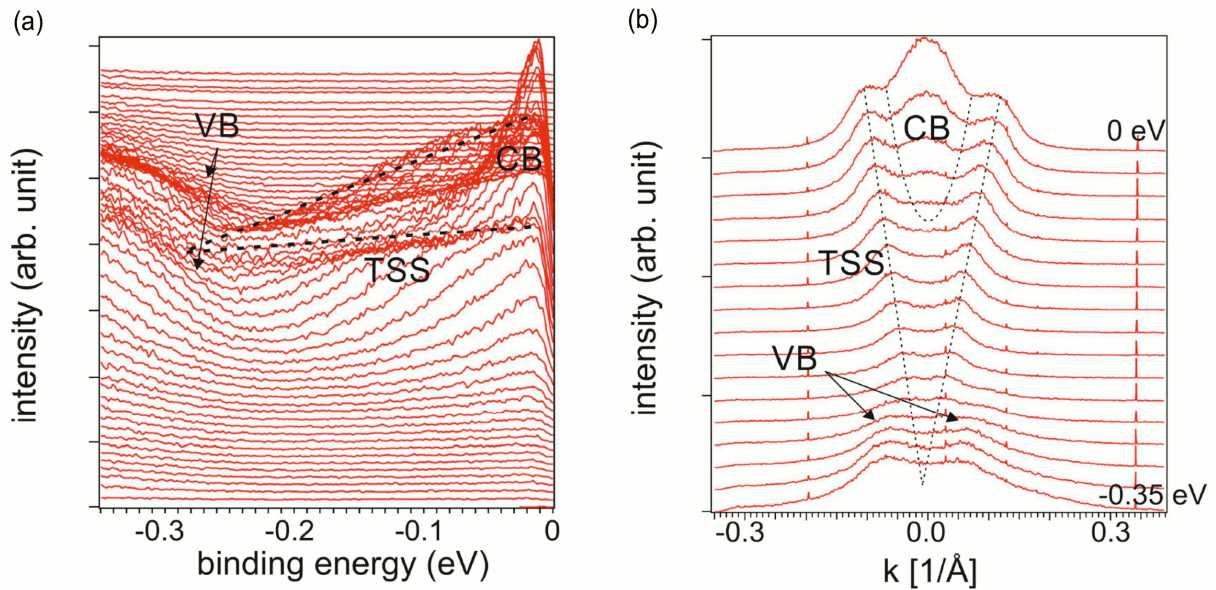 (a)
intensity (arb. unit)
VB
CB
TSS
-0.3
-0.2
-0.1
0
binding energy (eV)
(b)
intensity (arb. unit)
CB
0 eV
TSS
VB
-0.35 eV
-0.3
0.0
0.3
k [1/Å]